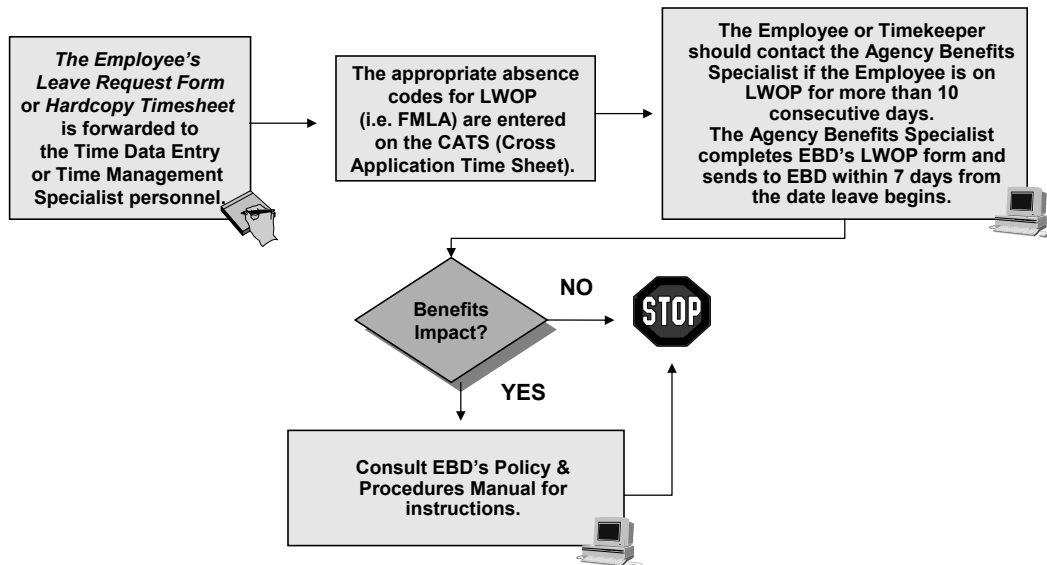 The Employee's
Leave Request Form
or Hardcopy Timesheet
is forwarded to
the Time Data Entry
or Time Management
Specialist personnel.
The appropriate absence
codes for LWOP
(i.e. FMLA) are entered
on the CATS (Cross
Application Time Sheet).
The Employee or Timekeeper
should contact the Agency Benefits
Specialist if the Employee is on
LWOP for more than 10
consecutive days.
The Agency Benefits Specialist
completes EBD's LWOP form and
sends to EBD within 7 days from
the date leave begins.
Benefits
Impact?
NO
STOP
YES
Consult EBD's Policy &
Procedures Manual for
instructions.